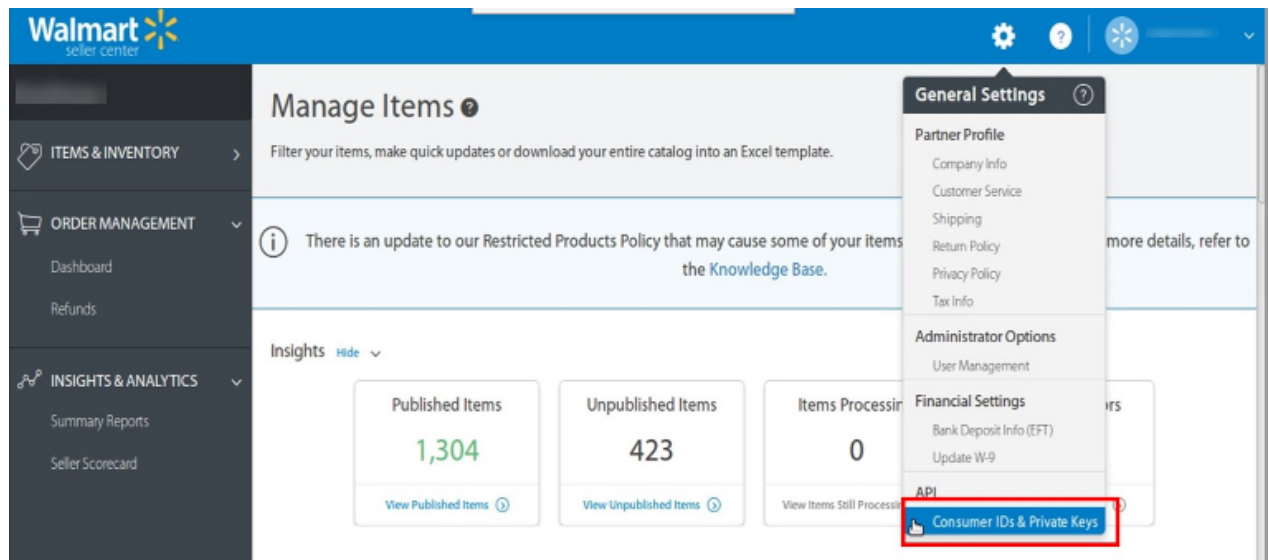 Walmart
seller center
?
General Settings ?
Manage Items ?
Filter your items, make quick updates or download your entire catalog into an Excel template.
ITEMS & INVENTORY
ORDER MANAGEMENT
Dashboard
Refunds
INSIGHTS & ANALYTICS
Summary Reports
Seller Scorecard
There is an update to our Restricted Products Policy that may cause some of your items more details, refer to
the Knowledge Base.
Insights Hide
Published Items
1,304
View Published Items
Unpublished Items
423
View Unpublished Items
Items
0
View Items Still
Partner Profile
Company Info
Customer Service
Shipping
Return Policy
Privacy Policy
Tax Info
Administrator Options
User Management
Financial Settings
Bank Deposit Info (EFT)
Update W-9
API
Consumer IDs & Private Keys